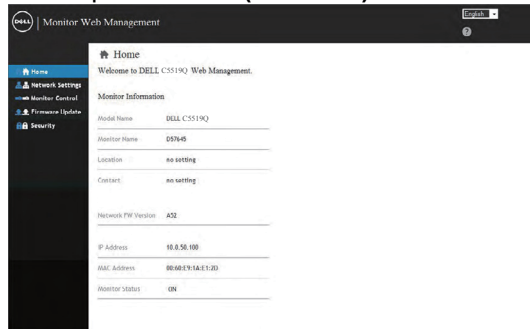 DELL Monitor Web Management
English
?
Home
Network Settings
Monitor Control
Firmware Update
Security
Home
Welcome to DELL C5519Q Web Management.
Monitor Information
Model Name DELL C5519Q
Monitor Name D57645
Location no setting
Contact no setting
Network FW Version A52
IP Address 10.0.50.100
MAC Address 00:60:E9:1A:E1:2D
Monitor Status ON